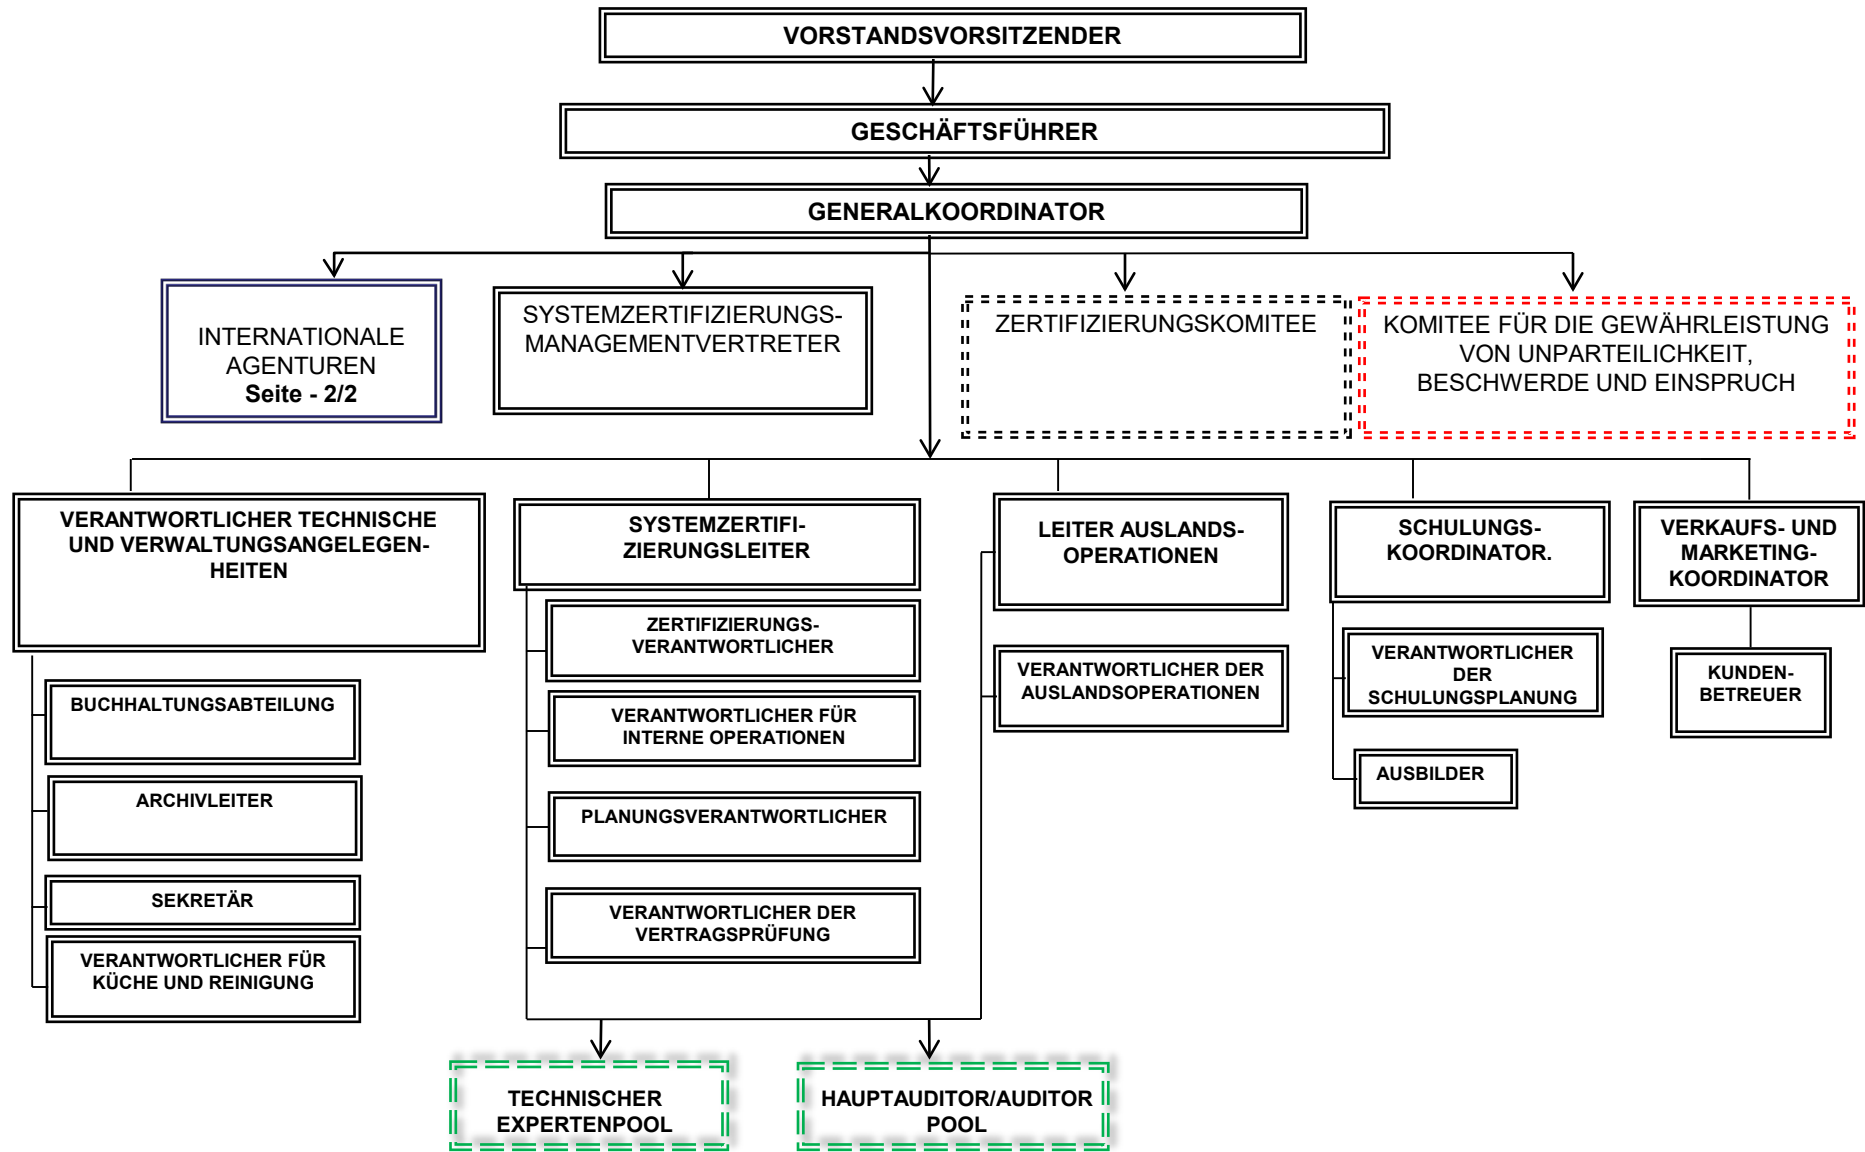 VORSTANDSVORSITZENDER
GESCHÄFTSFÜHRER
GENERALKOORDINATOR
INTERNATIONALE
AGENTUREN
Seite - 2/2
SYSTEMZERTIFIZIERUNGS-
MANAGEMENTVERTRETER
ZERTIFIZIERUNGSKOMITEE
KOMITEE FÜR DIE GEWÄHRLEISTUNG
VON UNPARTEILICHKEIT,
BESCHWERDE UND EINSPRUCH
VERANTWORTLICHER TECHNISCHE
UND VERWALTUNGSANGELEGEN-
HEITEN
BUCHHALTUNGSABTEILUNG
ARCHIVLEITER
SEKRETÄR
VERANTWORTLICHER FÜR
KÜCHE UND REINIGUNG
SYSTEMZERTIFI-
ZIERUNGSLEITER
ZERTIFIZIERUNGS-
VERANTWORTLICHER
VERANTWORTLICHER FÜR
INTERNE OPERATIONEN
PLANUNGSVERANTWORTLICHER
VERANTWORTLICHER DER
VERTRAGSPRÜFUNG
LEITER AUSLANDS-
OPERATIONEN
VERANTWORTLICHER DER
AUSLANDSOPERATIONEN
SCHULUNGS-
KOORDINATOR.
VERANTWORTLICHER
DER
SCHULUNGSPLANUNG
AUSBILDER
VERKAUFS- UND
MARKETING-
KOORDINATOR
KUNDEN-
BETREUER
TECHNISCHER
EXPERTENPOOL
HAUPTAUDITOR/AUDITOR
POOL